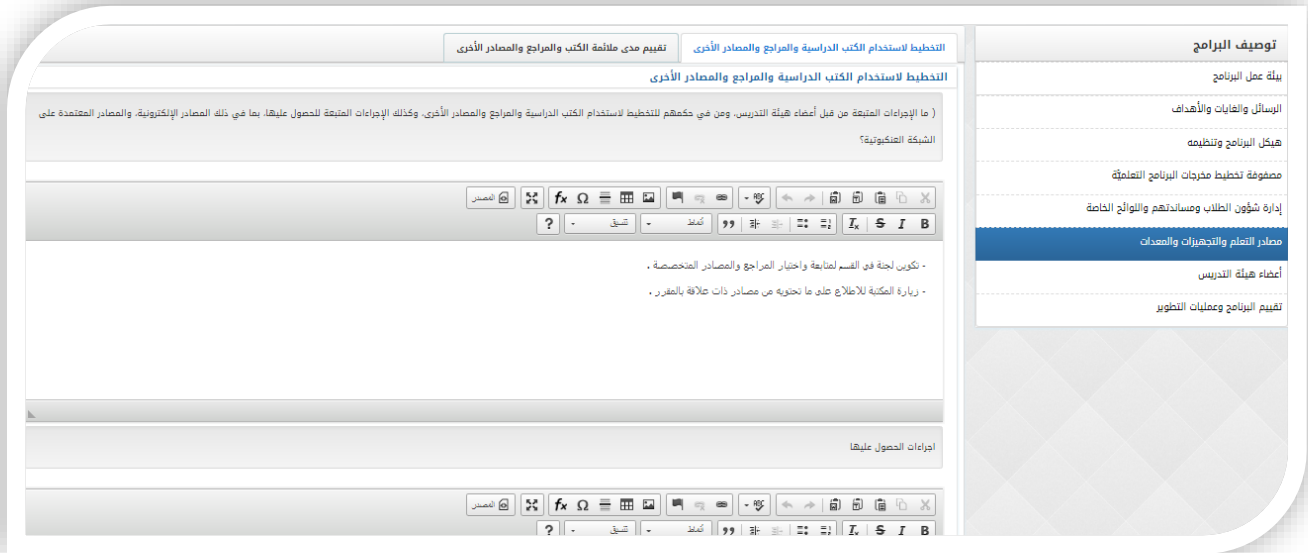 توصيف البرامج
بيئة عمل البرنامج
الرسائل والغايات والأهداف
هيكل البرنامج وتنظيمه
مصفوفة تخطيط مخرجات البرنامج التعلميَّة
إدارة شؤون الطلاب ومساندتهم واللوائح الخاصة
مصادر التعلم والتجهيزات والمعدات
أعضاء هيئة التدريس
تقييم البرنامج وعمليات التطوير
التخطيط لاستخدام الكتب الدراسية والمراجع والمصادر الأخرى تقييم مدى ملائمة الكتب والمراجع والمصادر الأخرى
التخطيط لاستخدام الكتب الدراسية والمراجع والمصادر الأخرى
( ما الإجراءات المتبعة من قبل أعضاء هيئة التدريس، ومن في حكمهم للتخطيط لاستخدام الكتب الدراسية والمراجع والمصادر الأخرى، وكذلك الإجراءات المتبعة للحصول عليها، بما في ذلك المصادر الإلكترونية، والمصادر المعتمدة على
الشبكة العنكبوتية؟
المصدر
B I S Tx نمط تنسيق ?
- تكوين لجنة في القسم لمتابعة واختيار المراجع والمصادر المتخصصة .
- زيارة المكتبة للاطلاع على ما تحتويه من مصادر ذات علاقة بالمقرر .
اجراءات الحصول عليها
المصدر
B I S Tx نمط تنسيق ?